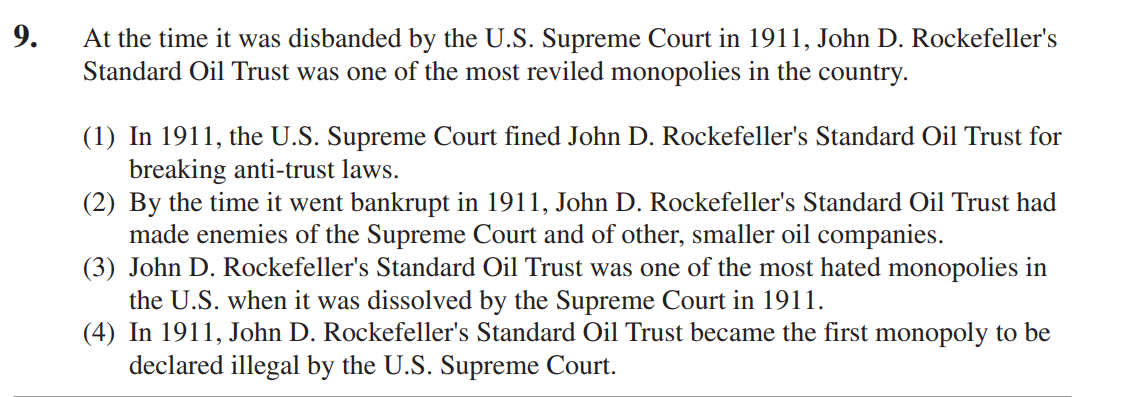 9. At the time it was disbanded by the U.S. Supreme Court in 1911, John D. Rockefeller's
Standard Oil Trust was one of the most reviled monopolies in the country.
(1) In 1911, the U.S. Supreme Court fined John D. Rockefeller's Standard Oil Trust for
breaking anti-trust laws.
(2) By the time it went bankrupt in 1911, John D. Rockefeller's Standard Oil Trust had
made enemies of the Supreme Court and of other, smaller oil companies.
(3) John D. Rockefeller's Standard Oil Trust was one of the most hated monopolies in
the U.S. when it was dissolved by the Supreme Court in 1911.
(4) In 1911, John D. Rockefeller's Standard Oil Trust became the first monopoly to be
declared illegal by the U.S. Supreme Court.